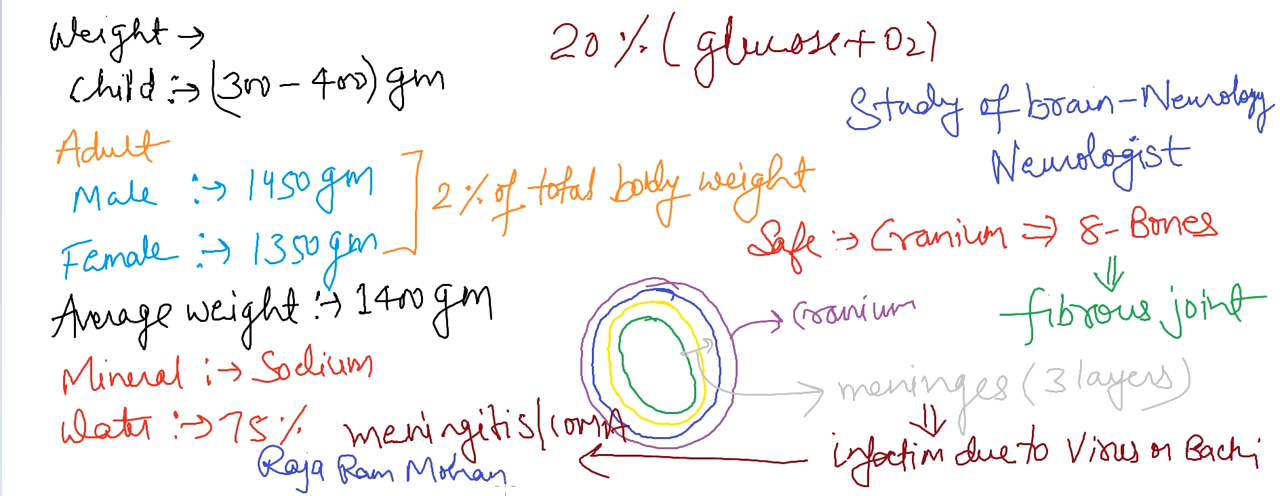 Weight →
Child :→ (300 – 400) gm
20 % ( glucose + O2)
Study of brain - Neurology
Neurologist
Adult
Male :→ 1450 gm
Female :→ 1350 gm
2 % of total body weight
Safe :→ Cranium ⇒ 8 - Bones
⇓
fibrous joint
Average weight :→ 1400 gm
→ Cranium
Mineral :→ Sodium
→ meninges (3 layers)
⇓
Water :→ 75 %
meningitis/COMA
← infection due to Virus or
Raja Ram Mohan